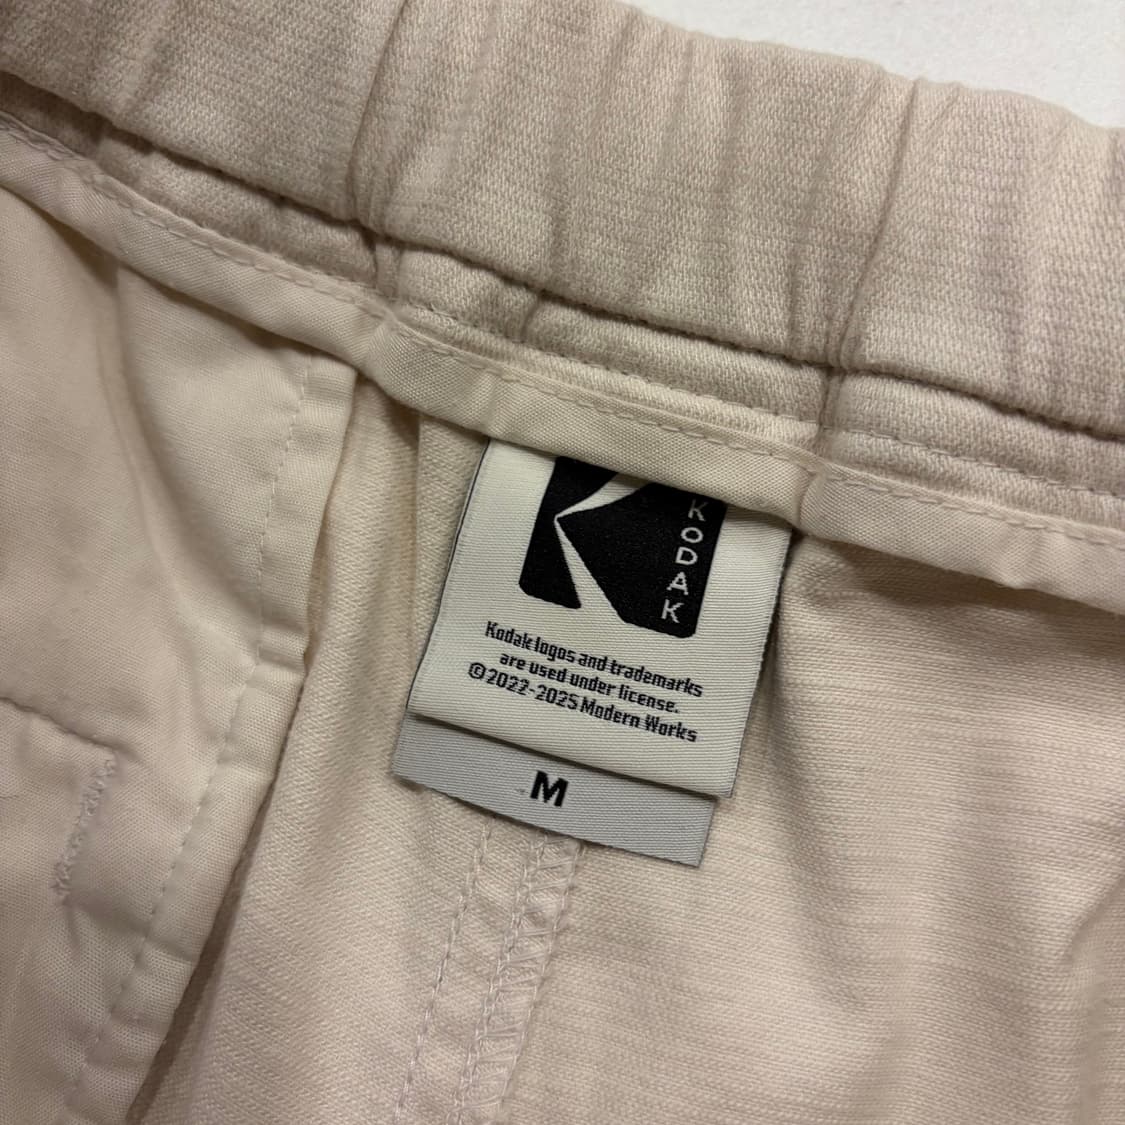 KODAK
Kodak logos and trademarks
are used under license.
©2022-2025 Modern Works
M